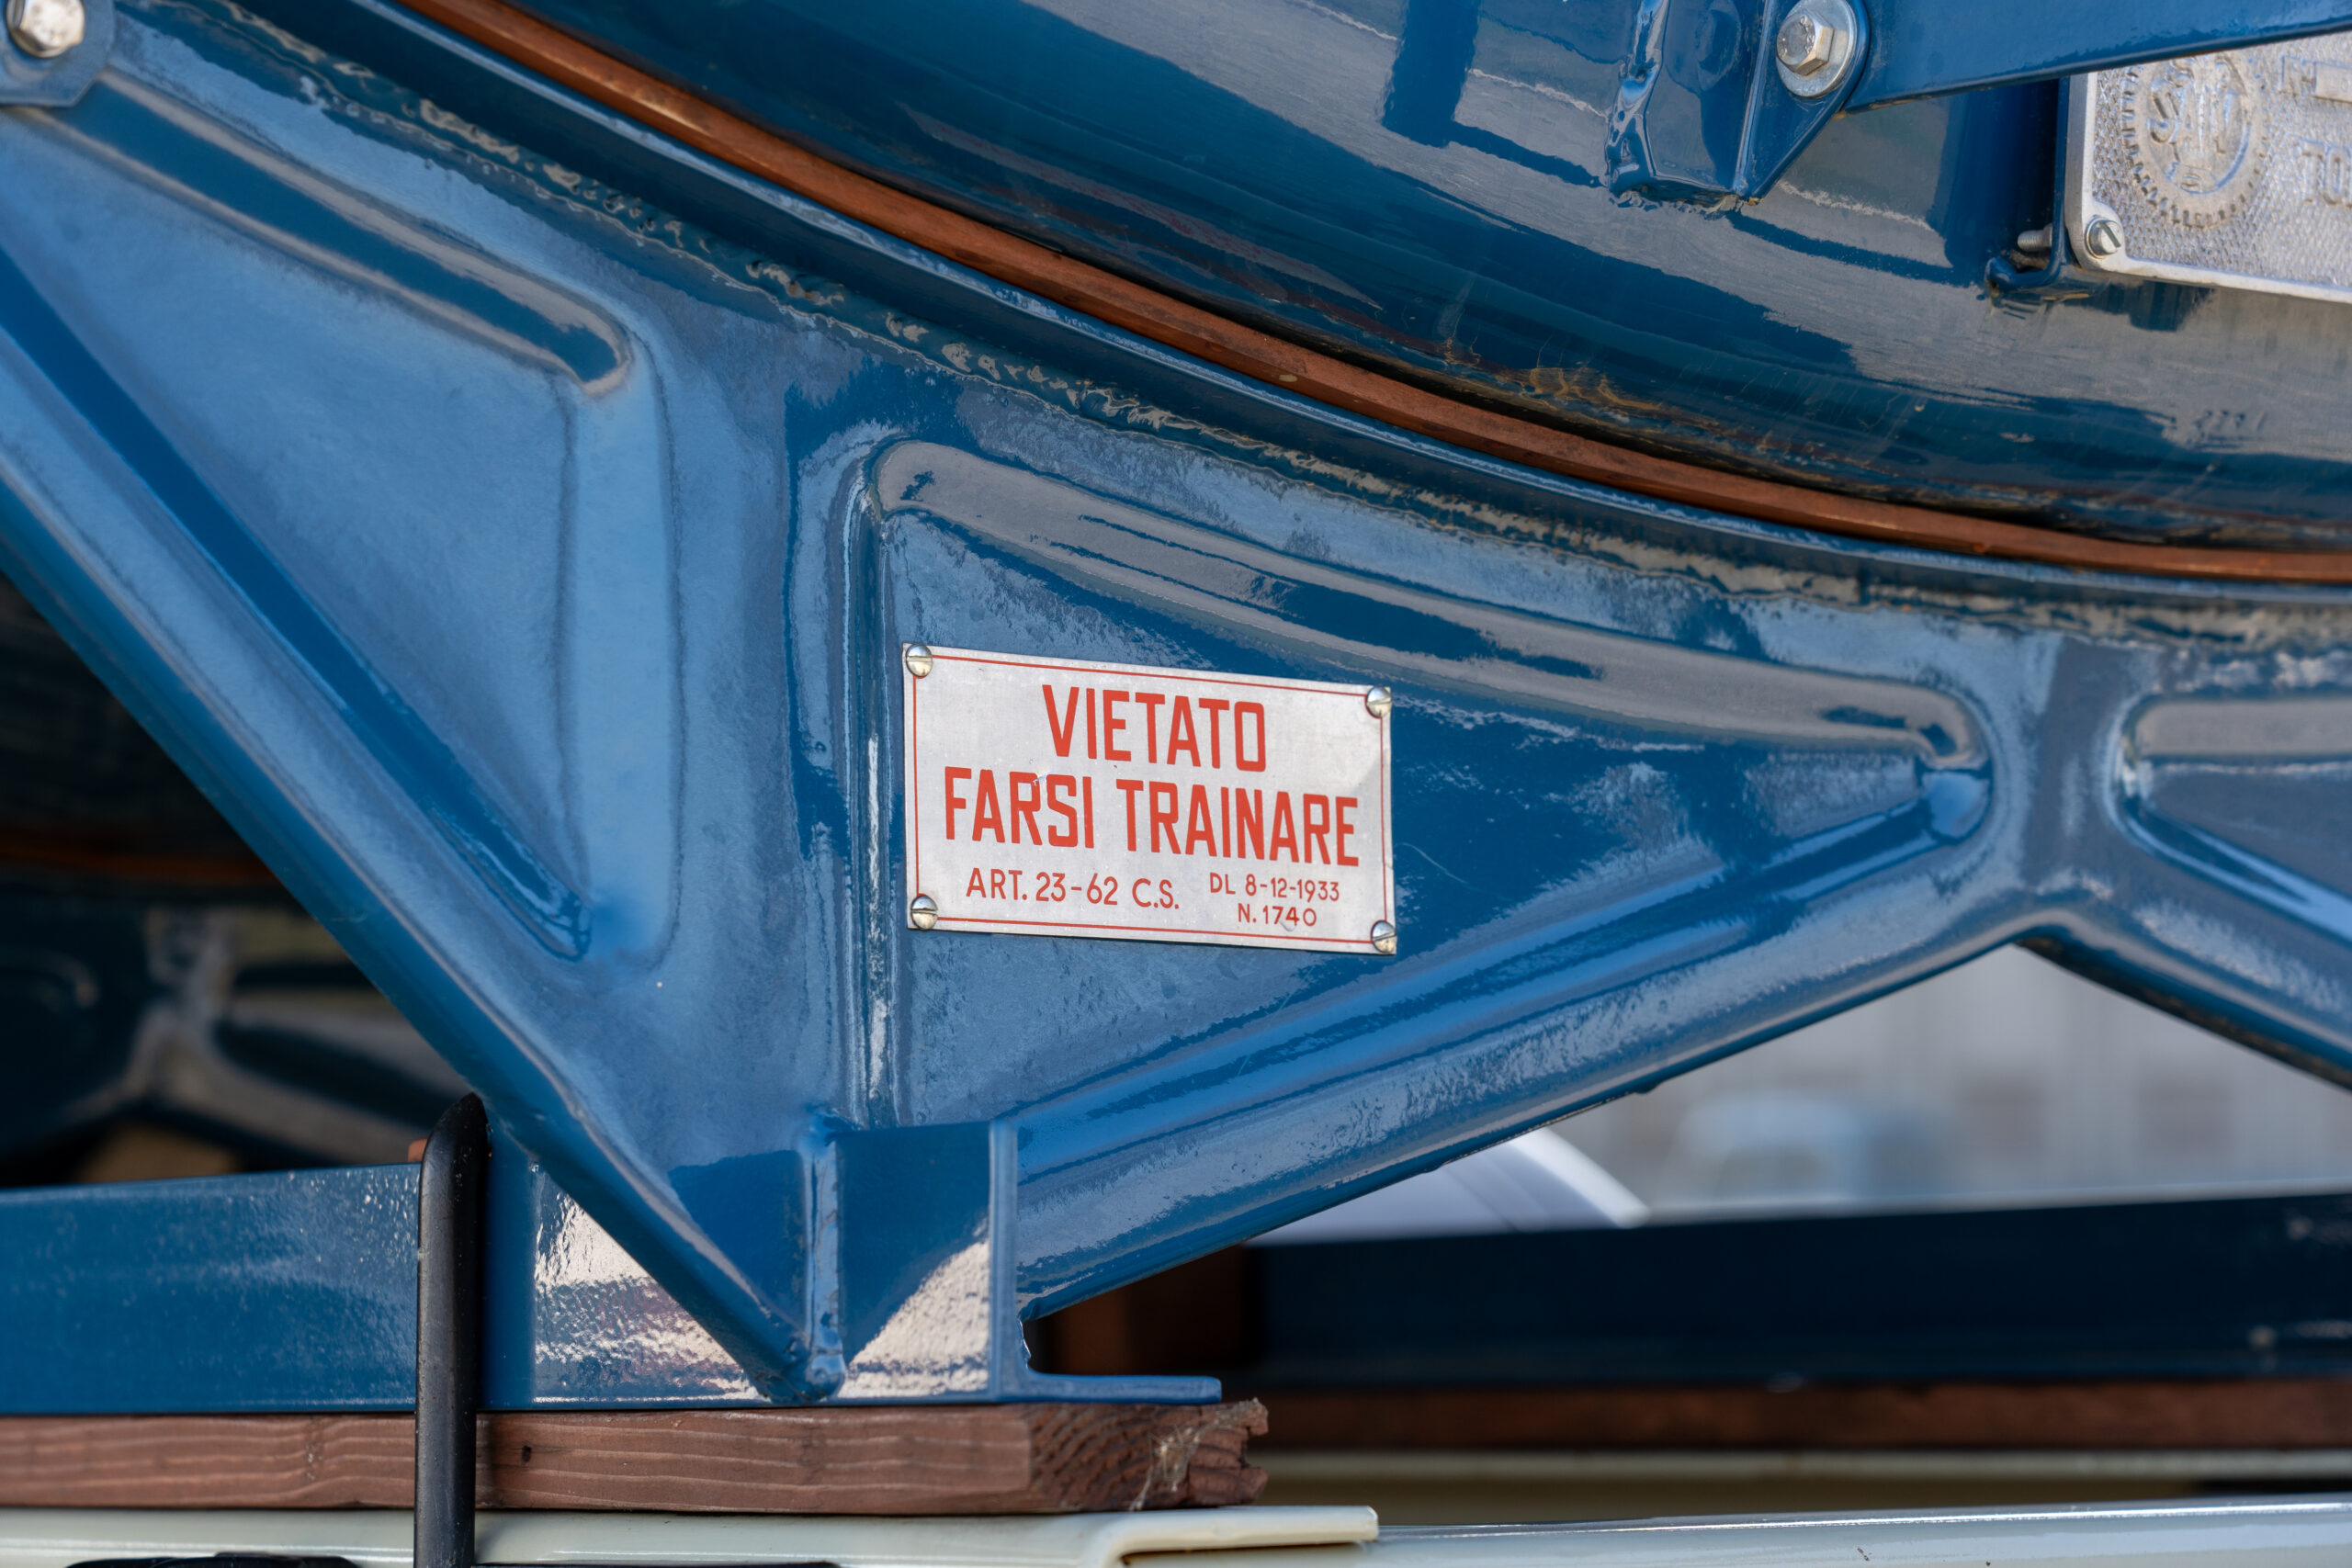 VIETATO
FARSI TRAINARE
ART. 23-62 C.S.
DL 8-12-1933
N. 1740